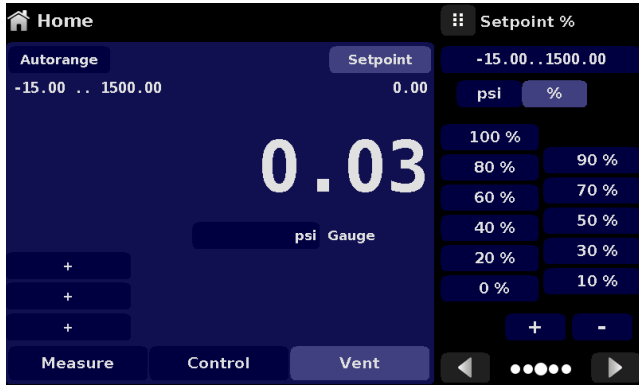 Home
Autorange
Setpoint
-15.00 .. 1500.00
0.00
0.03
psi Gauge
+
+
+
Measure
Control
Vent
Setpoint %
-15.00..1500.00
psi
%
100 %
90 %
80 %
70 %
60 %
50 %
40 %
30 %
20 %
10 %
0 %
+
-